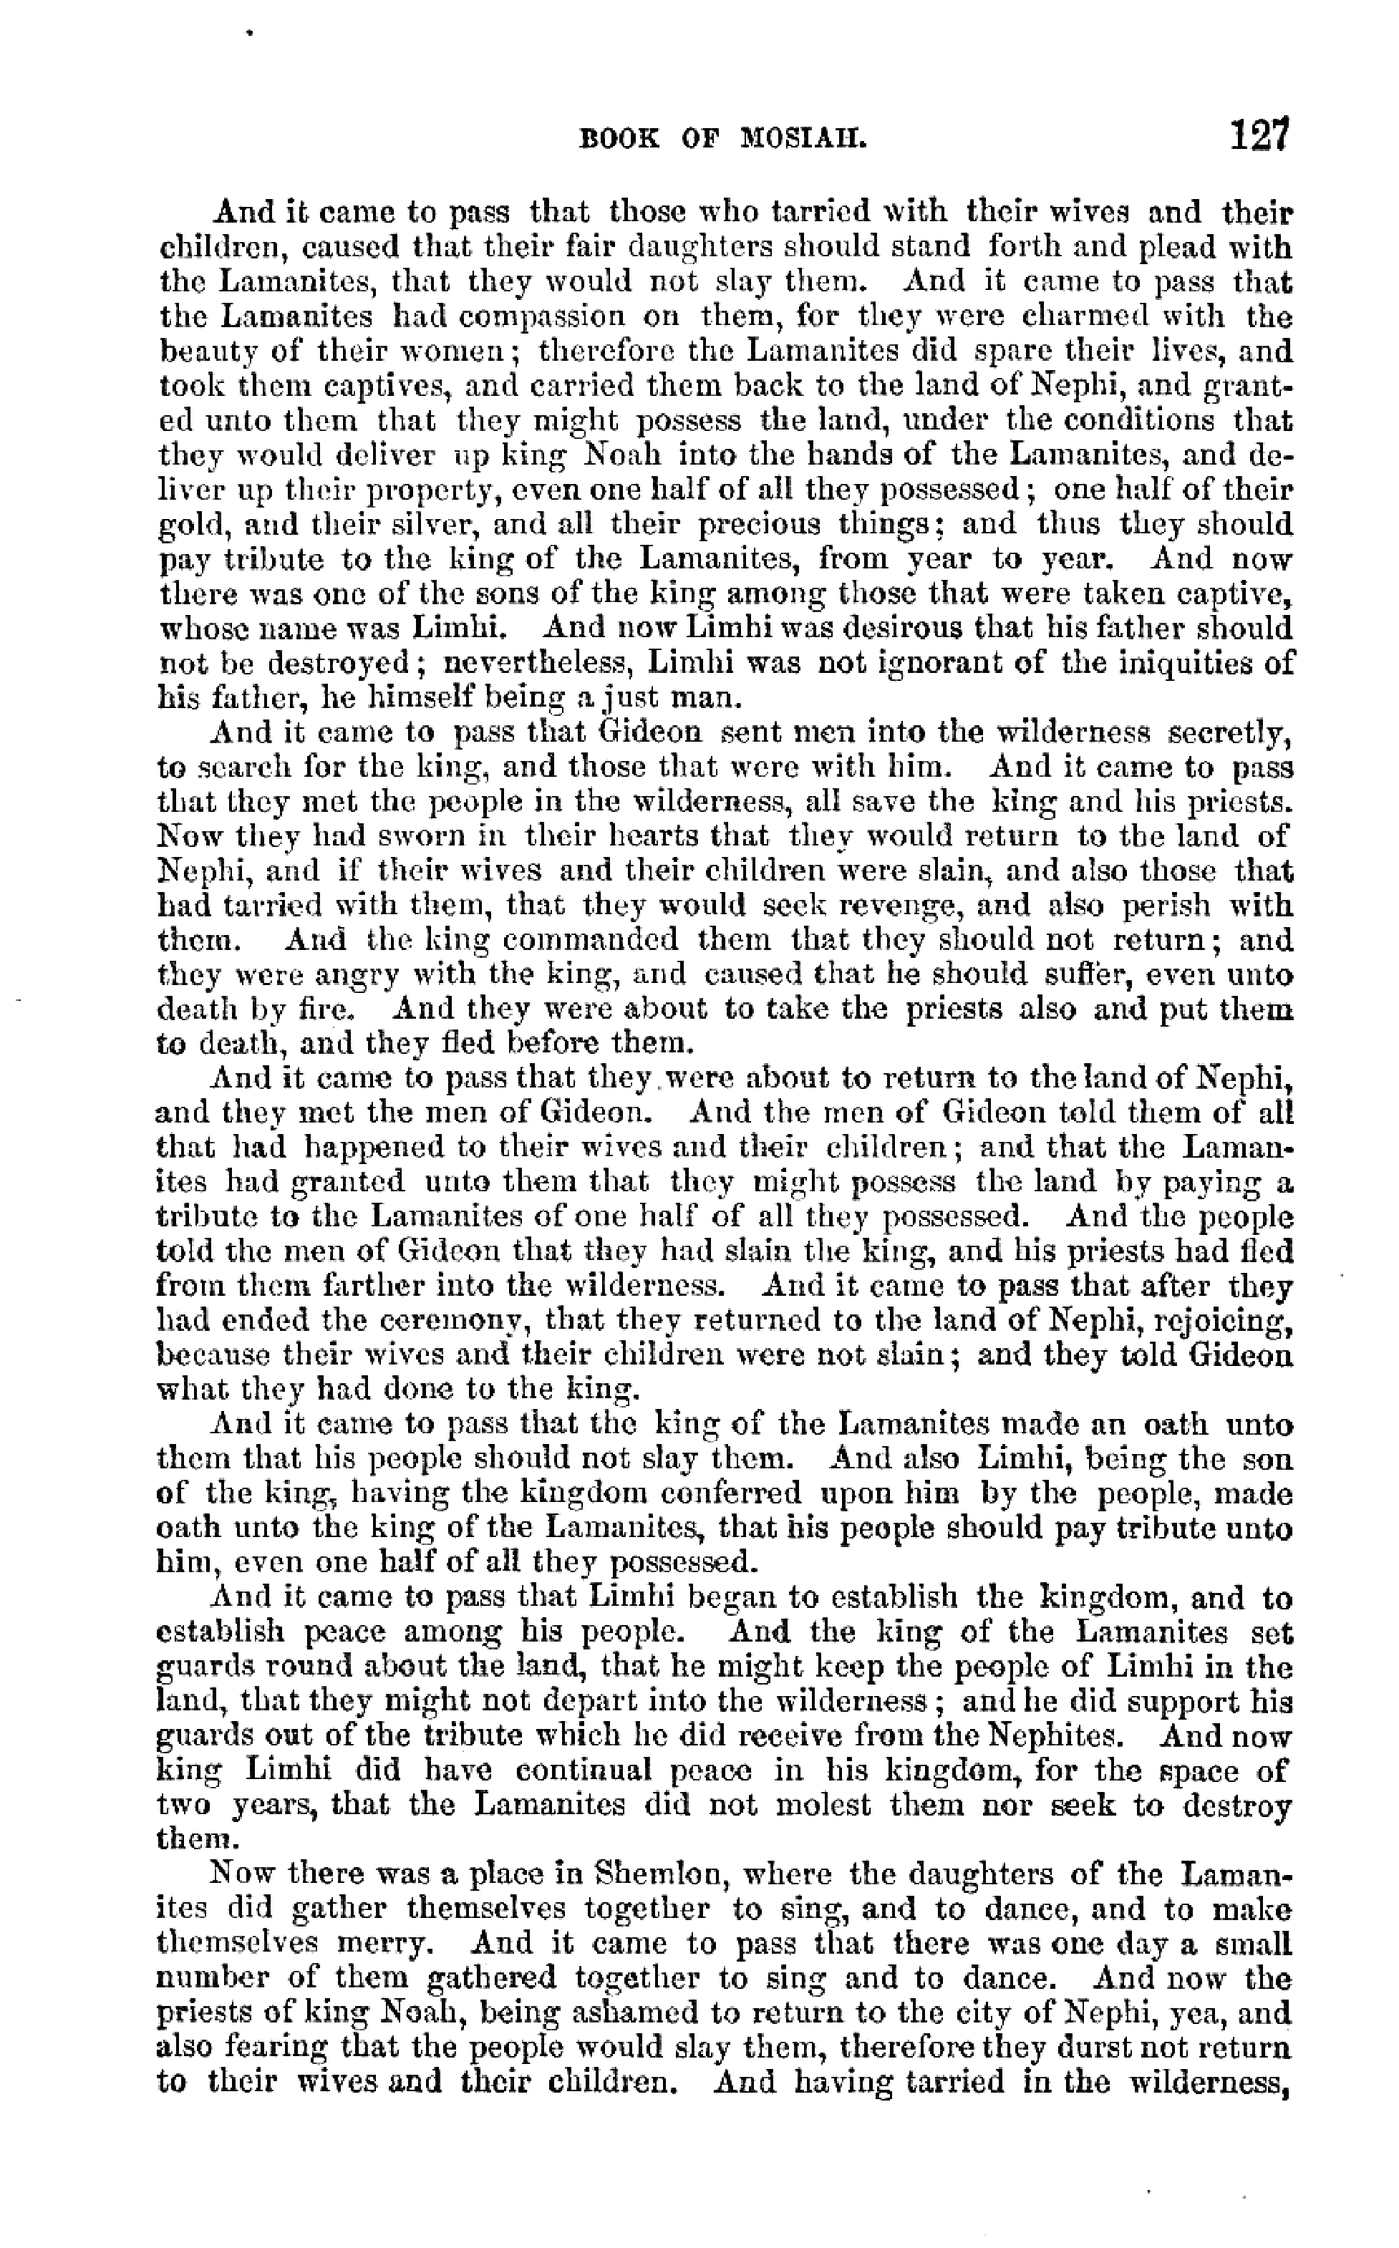 BOOK OF MOSIAH. 127
And it came to pass that those who tarried with their wives and their
children, caused that their fair daughters should stand forth and plead with
the Lamanites, that they would not slay them. And it came to pass that
the Lamanites had compassion on them, for they were charmed with the
beauty of their women; therefore the Lamanites did spare their lives, and
took them captives, and carried them back to the land of Nephi, and grant-
ed unto them that they might possess the land, under the conditions that
they would deliver up king Noah into the hands of the Lamanites, and de-
liver up their property, even one half of all they possessed; one half of their
gold, and their silver, and all their precious things; and thus they should
pay tribute to the king of the Lamanites, from year to year. And now
there was one of the sons of the king among those that were taken captive,
whose name was Limhi. And now Limhi was desirous that his father should
not be destroyed; nevertheless, Limhi was not ignorant of the iniquities of
his father, he himself being a just man.
And it came to pass that Gideon sent men into the wilderness secretly,
to search for the king, and those that were with him. And it came to pass
that they met the people in the wilderness, all save the king and his priests.
Now they had sworn in their hearts that they would return to the land of
Nephi, and if their wives and their children were slain, and also those that
had tarried with them, that they would seek revenge, and also perish with
them. And the king commanded them that they should not return; and
they were angry with the king, and caused that he should suffer, even unto
death by fire. And they were about to take the priests also and put them
to death, and they fled before them.
And it came to pass that they were about to return to the land of Nephi,
and they met the men of Gideon. And the men of Gideon told them of all
that had happened to their wives and their children; and that the Laman-
ites had granted unto them that they might possess the land by paying a
tribute to the Lamanites of one half of all they possessed. And the people
told the men of Gideon that they had slain the king, and his priests had fled
from them farther into the wilderness. And it came to pass that after they
had ended the ceremony, that they returned to the land of Nephi, rejoicing,
because their wives and their children were not slain; and they told Gideon
what they had done to the king.
And it came to pass that the king of the Lamanites made an oath unto
them that his people should not slay them. And also Limhi, being the son
of the king, having the kingdom conferred upon him by the people, made
oath unto the king of the Lamanites, that his people should pay tribute unto
him, even one half of all they possessed.
And it came to pass that Limhi began to establish the kingdom, and to
establish peace among his people. And the king of the Lamanites set
guards round about the land, that he might keep the people of Limhi in the
land, that they might not depart into the wilderness; and he did support his
guards out of the tribute which he did receive from the Nephites. And now
king Limhi did have continual peace in his kingdom, for the space of
two years, that the Lamanites did not molest them nor seek to destroy
them.
Now there was a place in Shemlon, where the daughters of the Laman-
ites did gather themselves together to sing, and to dance, and to make
themselves merry. And it came to pass that there was one day a small
number of them gathered together to sing and to dance. And now the
priests of king Noah, being ashamed to return to the city of Nephi, yea, and
also fearing that the people would slay them, therefore they durst not return
to their wives and their children. And having tarried in the wilderness,